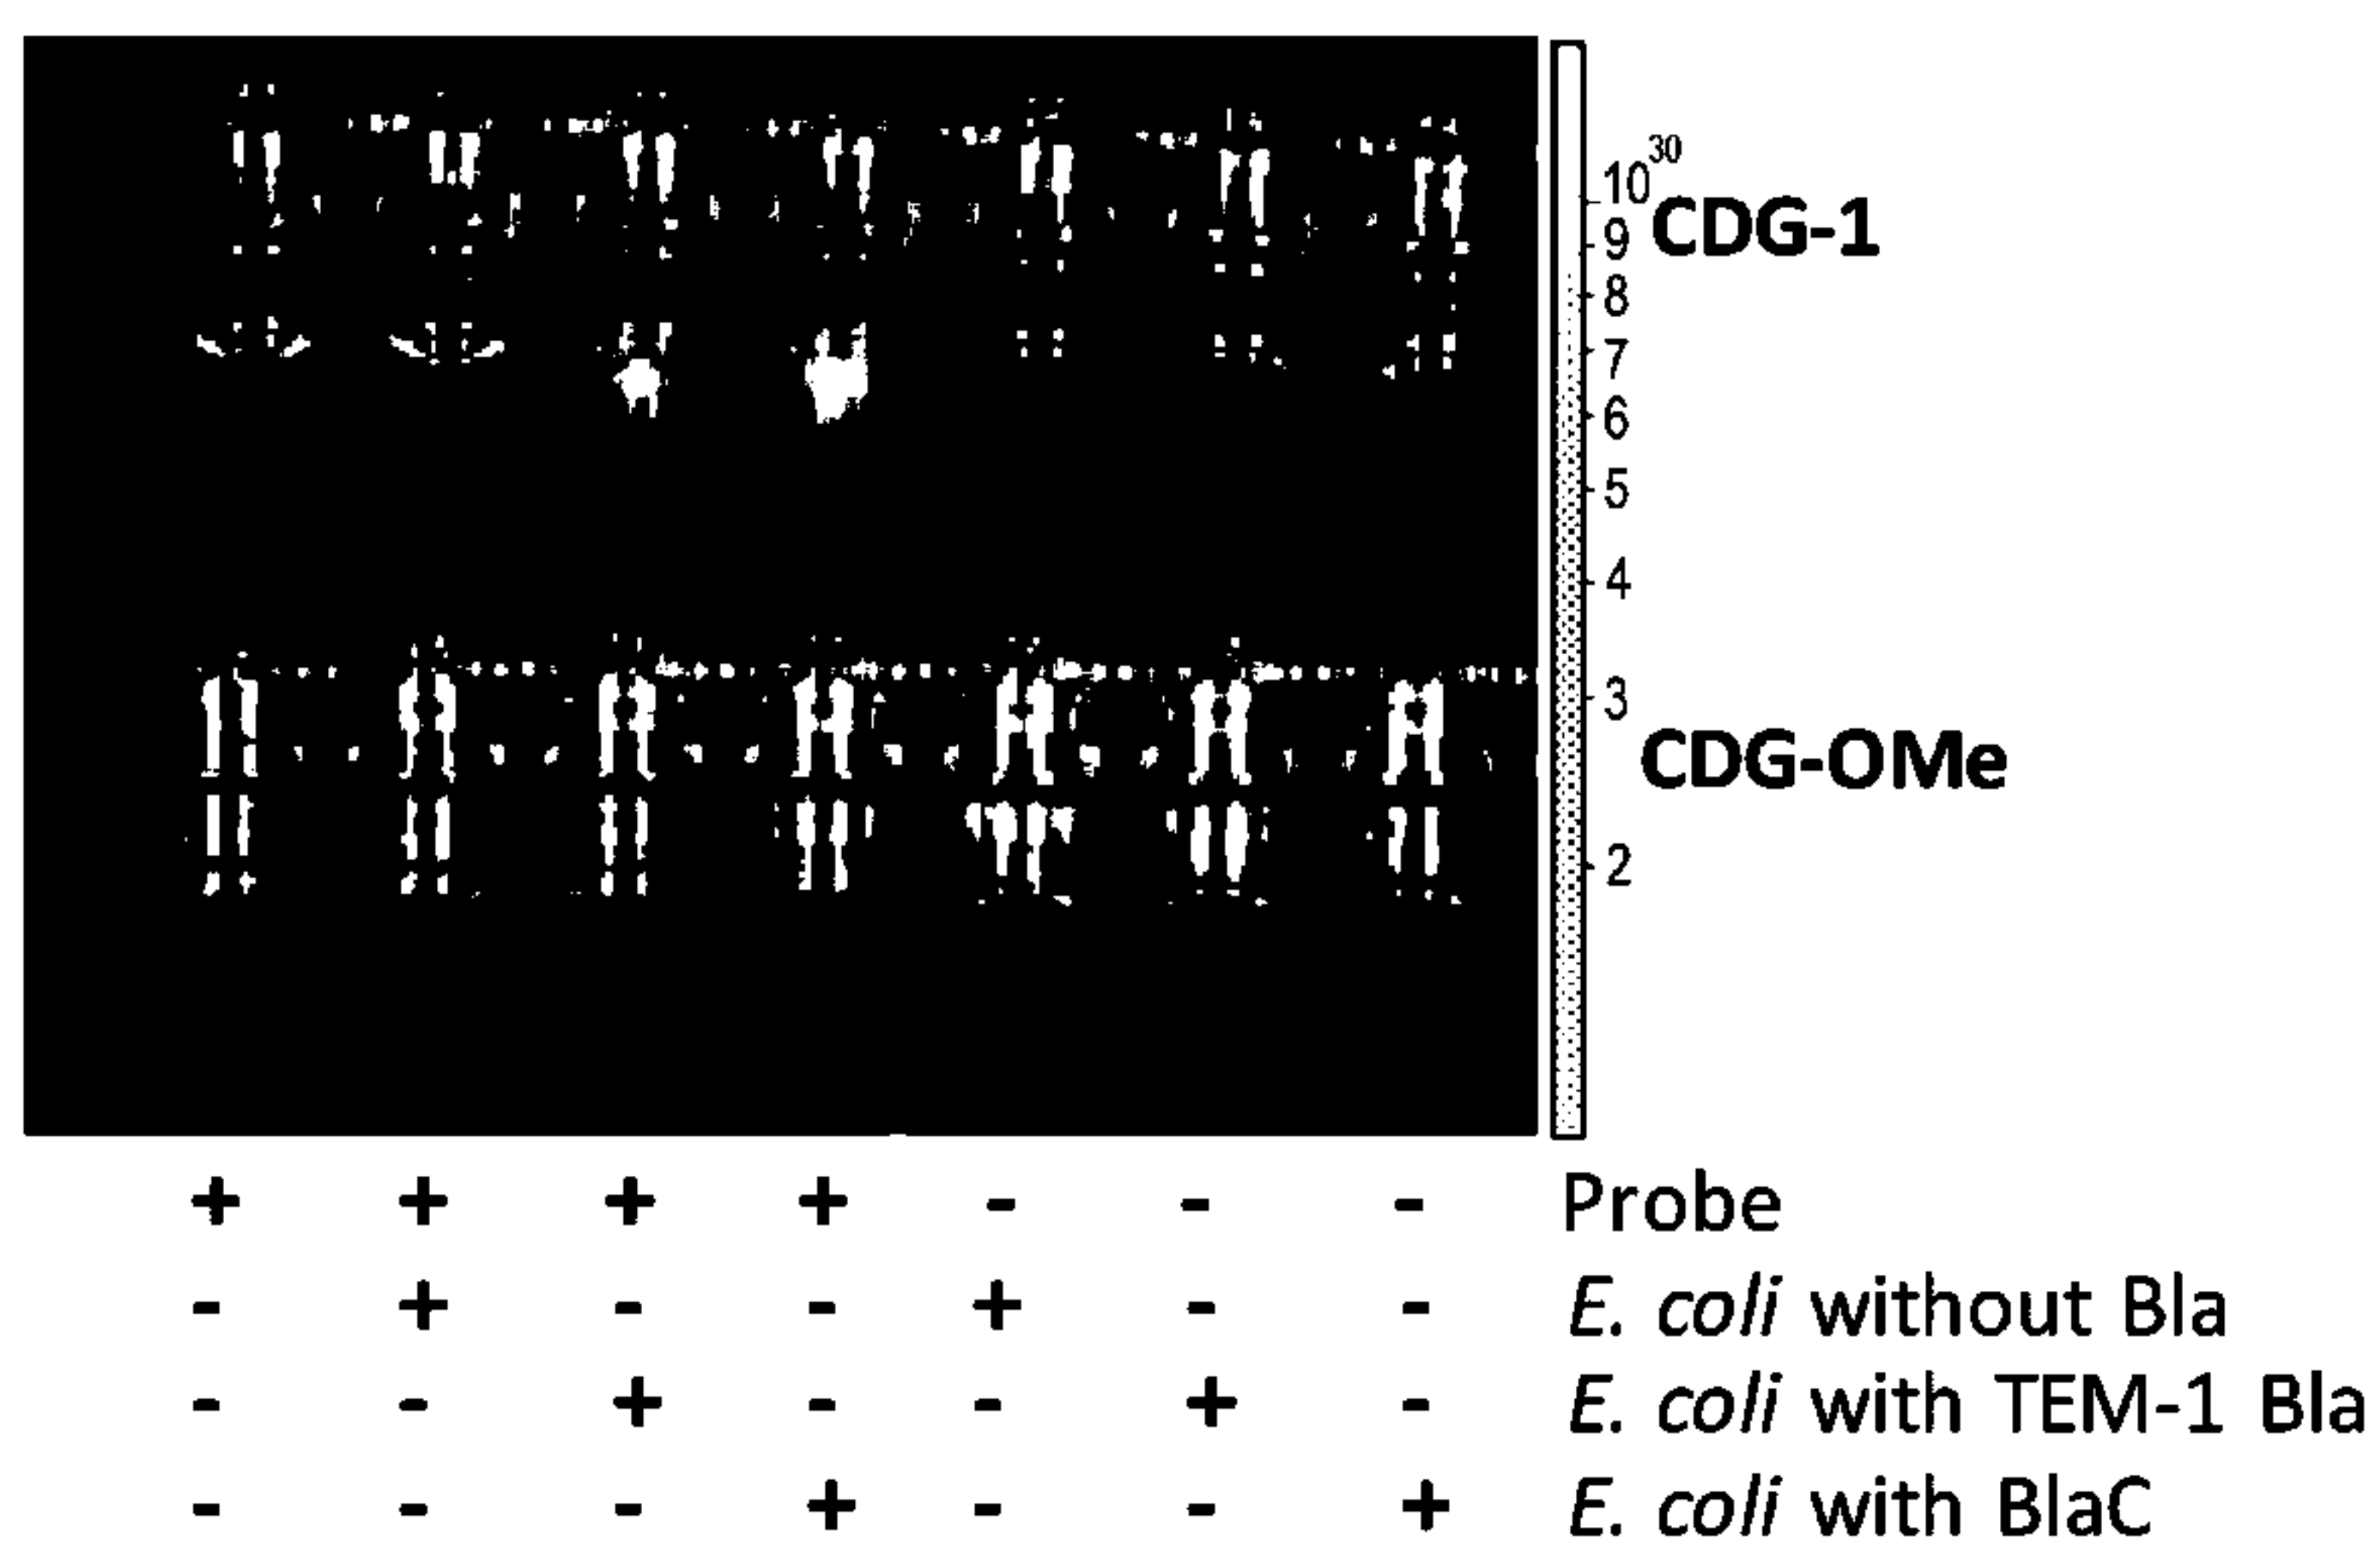 10^30
CDG-1
9
8
7
6
5
4
3
CDG-OMe
2
+ + + + - - - Probe
- + - - + - - E. coli without Bla
- - + - - + - E. coli with TEM-1 Bla
- - - + - - + E. coli with BlaC